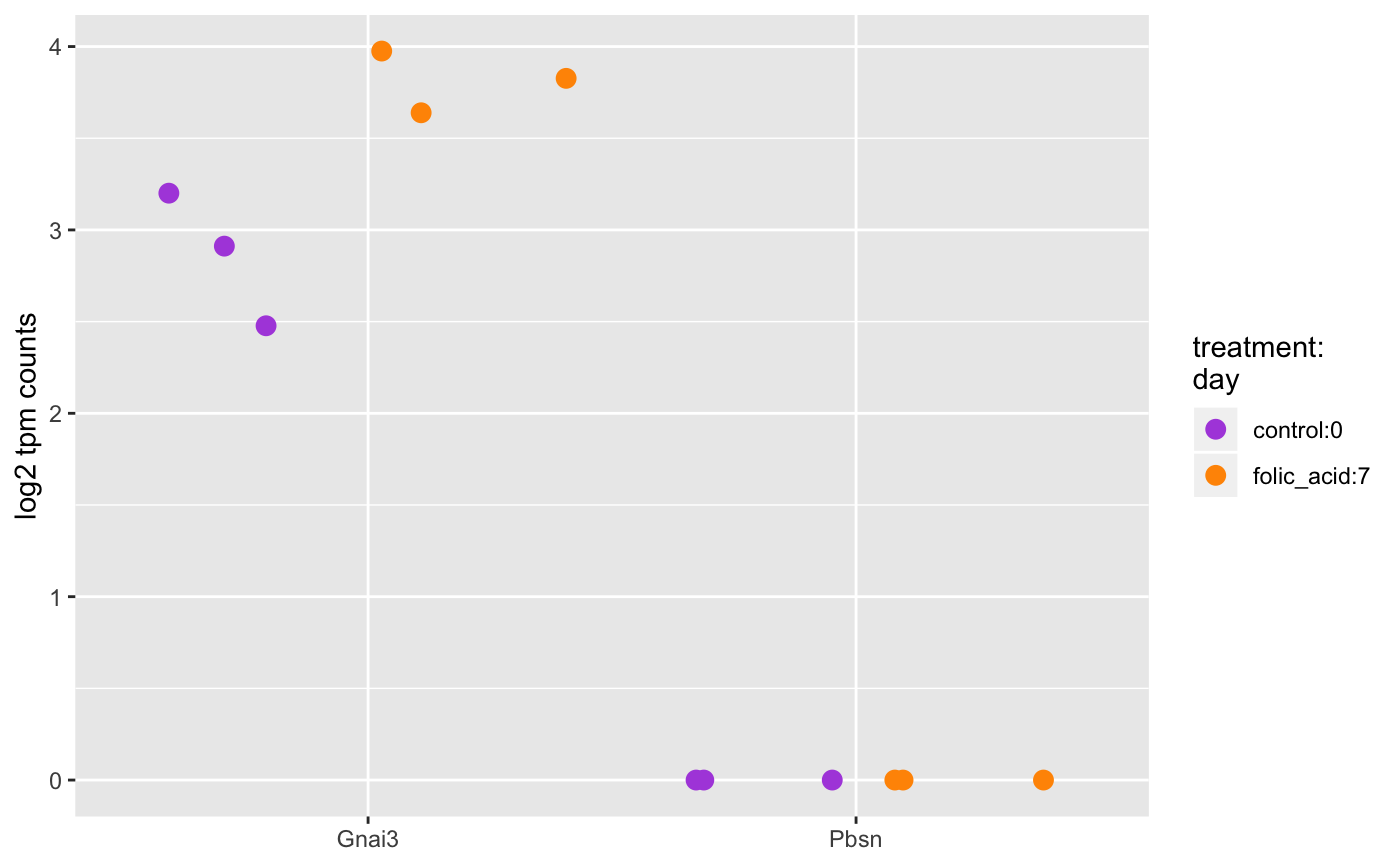 log2 tpm counts
4
3
2
1
0
Gnai3
Pbsn
treatment:
day
control:0
folic_acid:7